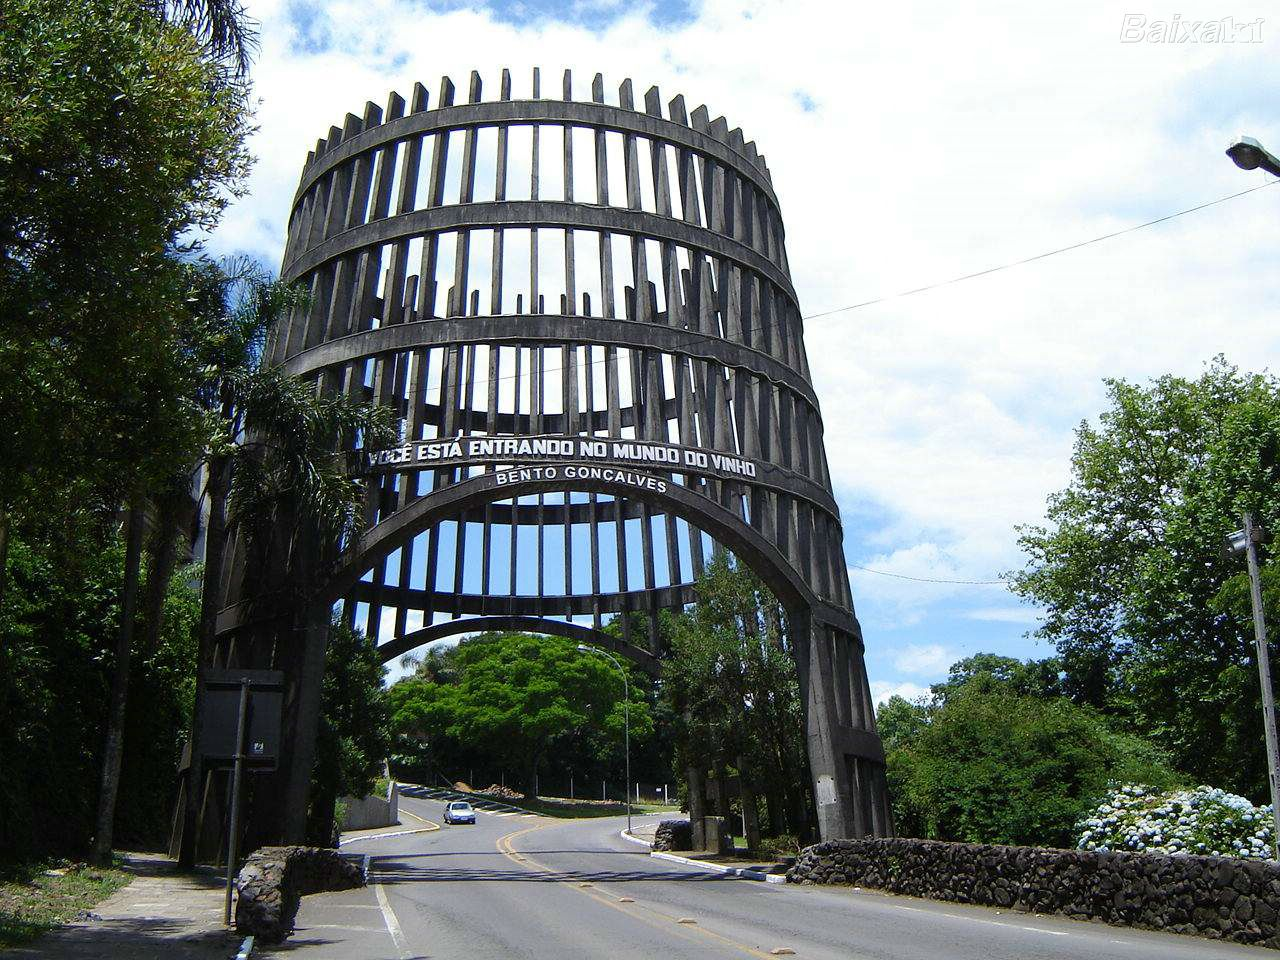 Baixaki
VOCÊ ESTÁ ENTRANDO NO MUNDO DO VINHO
BENTO GONÇALVES